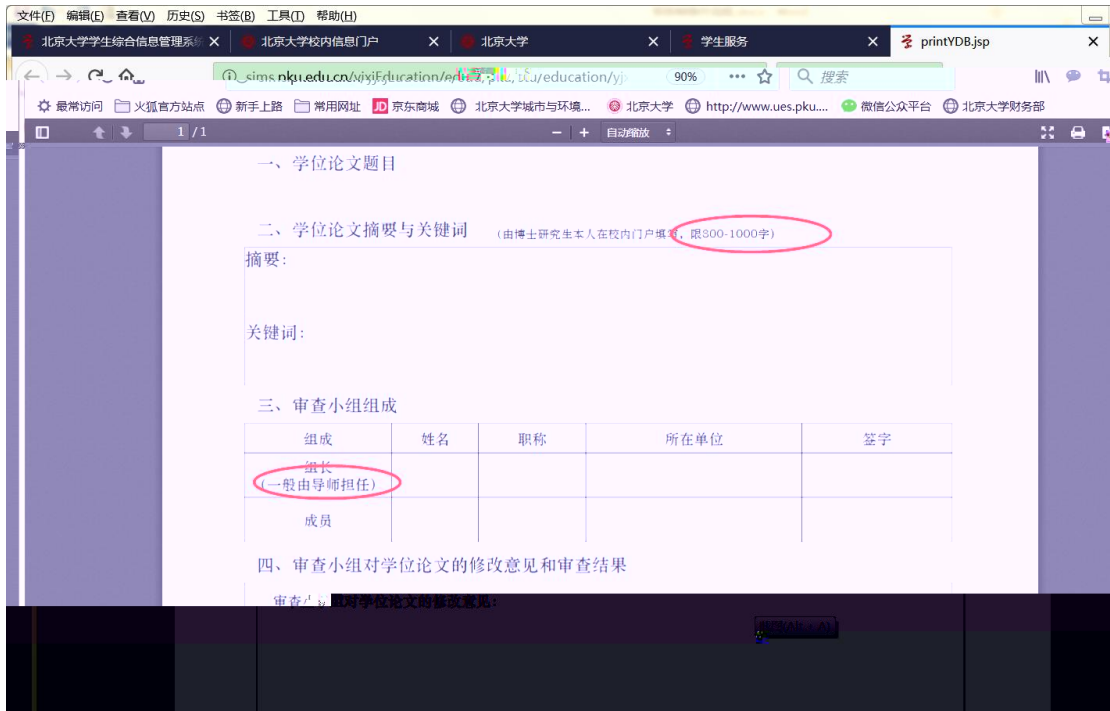 文件(F) 编辑(E) 查看(V) 历史(S) 书签(B) 工具(T) 帮助(H)
北京大学学生综合信息管理系统 × 北京大学校内信息门户 × 北京大学 × 学生服务 × printYDB.jsp ×
sims.pku.edu.cn 90% 搜索
最常访问 火狐官方站点 新手上路 常用网址 JD 京东商城 北京大学城市与环境... 北京大学 http://www.ues.pku.... 微信公众平台 北京大学财务部
1 / 1 − + 自动缩放
一、学位论文题目
二、学位论文摘要与关键词 (由博士研究生本人在校内门户填写，限800-1000字)
摘要:
关键词:
三、审查小组组成
组成 姓名 职称 所在单位 签字
组长
(一般由导师担任)
成员
四、审查小组对学位论文的修改意见和审查结果
审查小组对学位论文的修改意见: